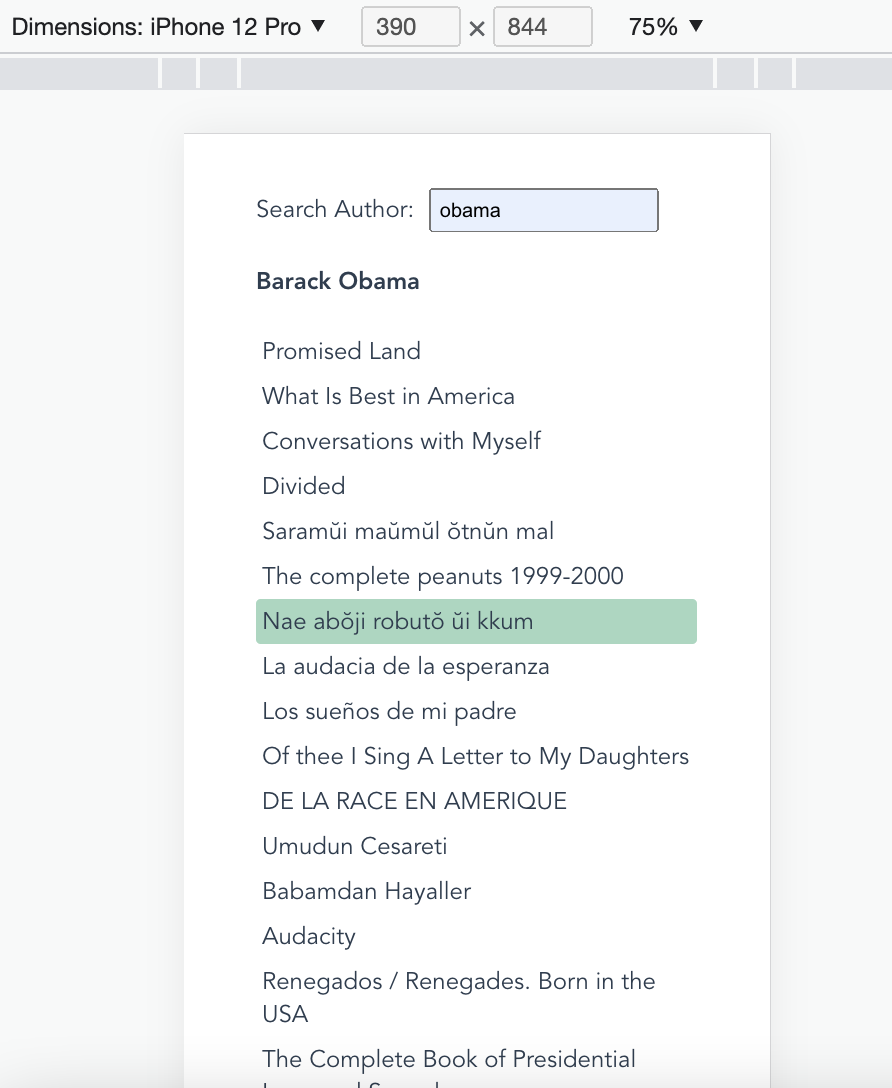 Dimensions: iPhone 12 Pro ▼ 390 × 844 75% ▼
Search Author: obama
Barack Obama
Promised Land
What Is Best in America
Conversations with Myself
Divided
Saramŭi maŭmŭl ŏtnŭn mal
The complete peanuts 1999-2000
Nae abŏji robutŏ ŭi kkum
La audacia de la esperanza
Los sueños de mi padre
Of thee I Sing A Letter to My Daughters
DE LA RACE EN AMERIQUE
Umudun Cesareti
Babamdan Hayaller
Audacity
Renegados / Renegades. Born in the
USA
The Complete Book of Presidential